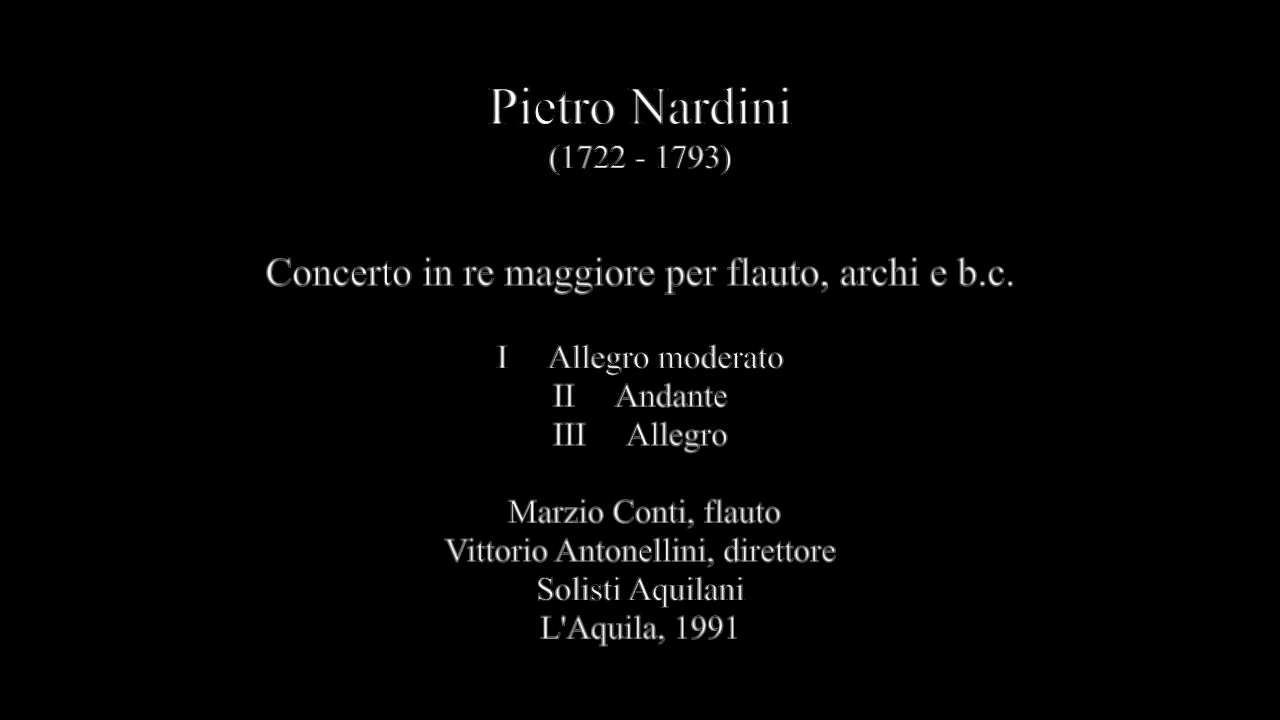 Pietro Nardini
(1722 - 1793)
Concerto in re maggiore per flauto, archi e b.c.
I Allegro moderato
II Andante
III Allegro
Marzio Conti, flauto
Vittorio Antonellini, direttore
Solisti Aquilani
L'Aquila, 1991